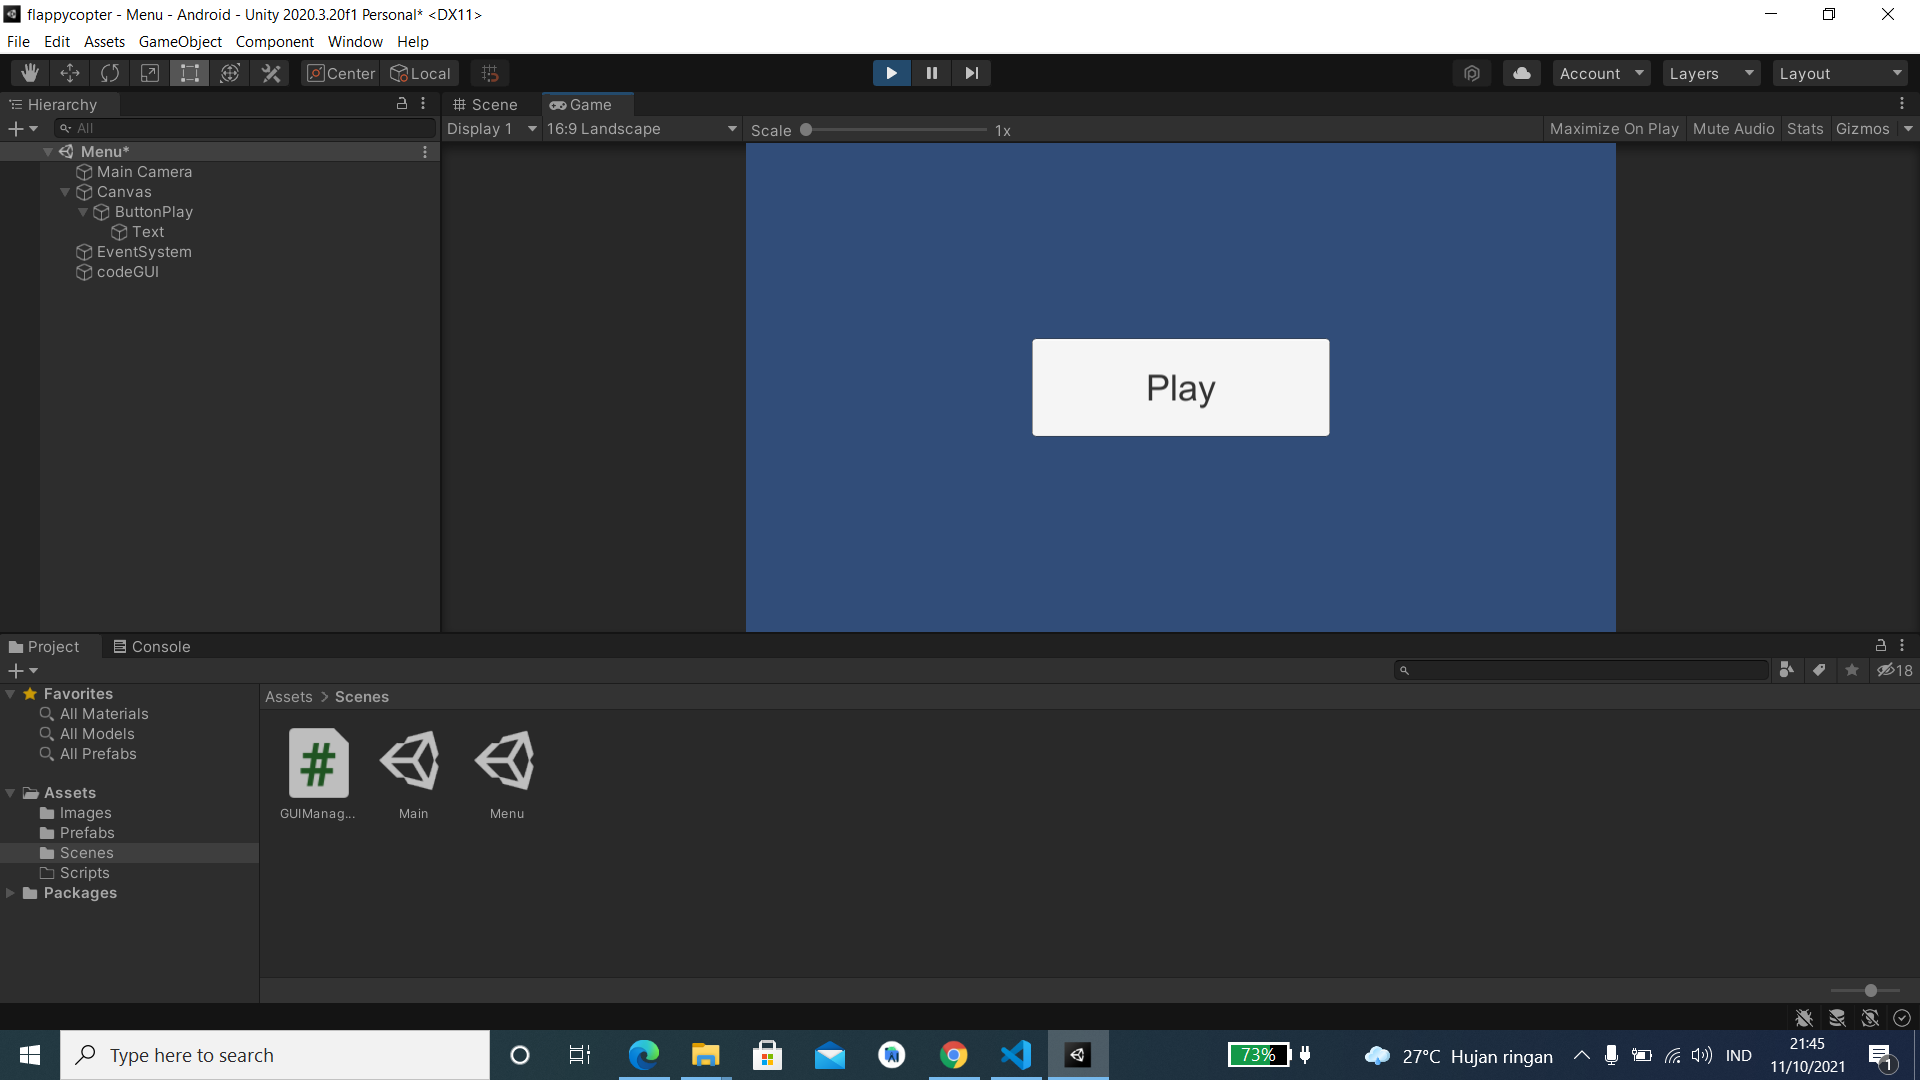 flappycopter - Menu - Android - Unity 2020.3.20f1 Personal* <DX11>
File Edit Assets GameObject Component Window Help
Center Local Account Layers Layout
Hierarchy
All
Menu*
Main Camera
Canvas
ButtonPlay
Text
EventSystem
codeGUI
Scene Game
Display 1 16:9 Landscape Scale 1x Maximize On Play Mute Audio Stats Gizmos
Play
Project Console
18
Favorites
All Materials
All Models
All Prefabs
Assets
Images
Prefabs
Scenes
Scripts
Packages
Assets > Scenes
GUIManag... Main Menu
Type here to search
73%
27°C Hujan ringan
IND
21:45
11/10/2021
1